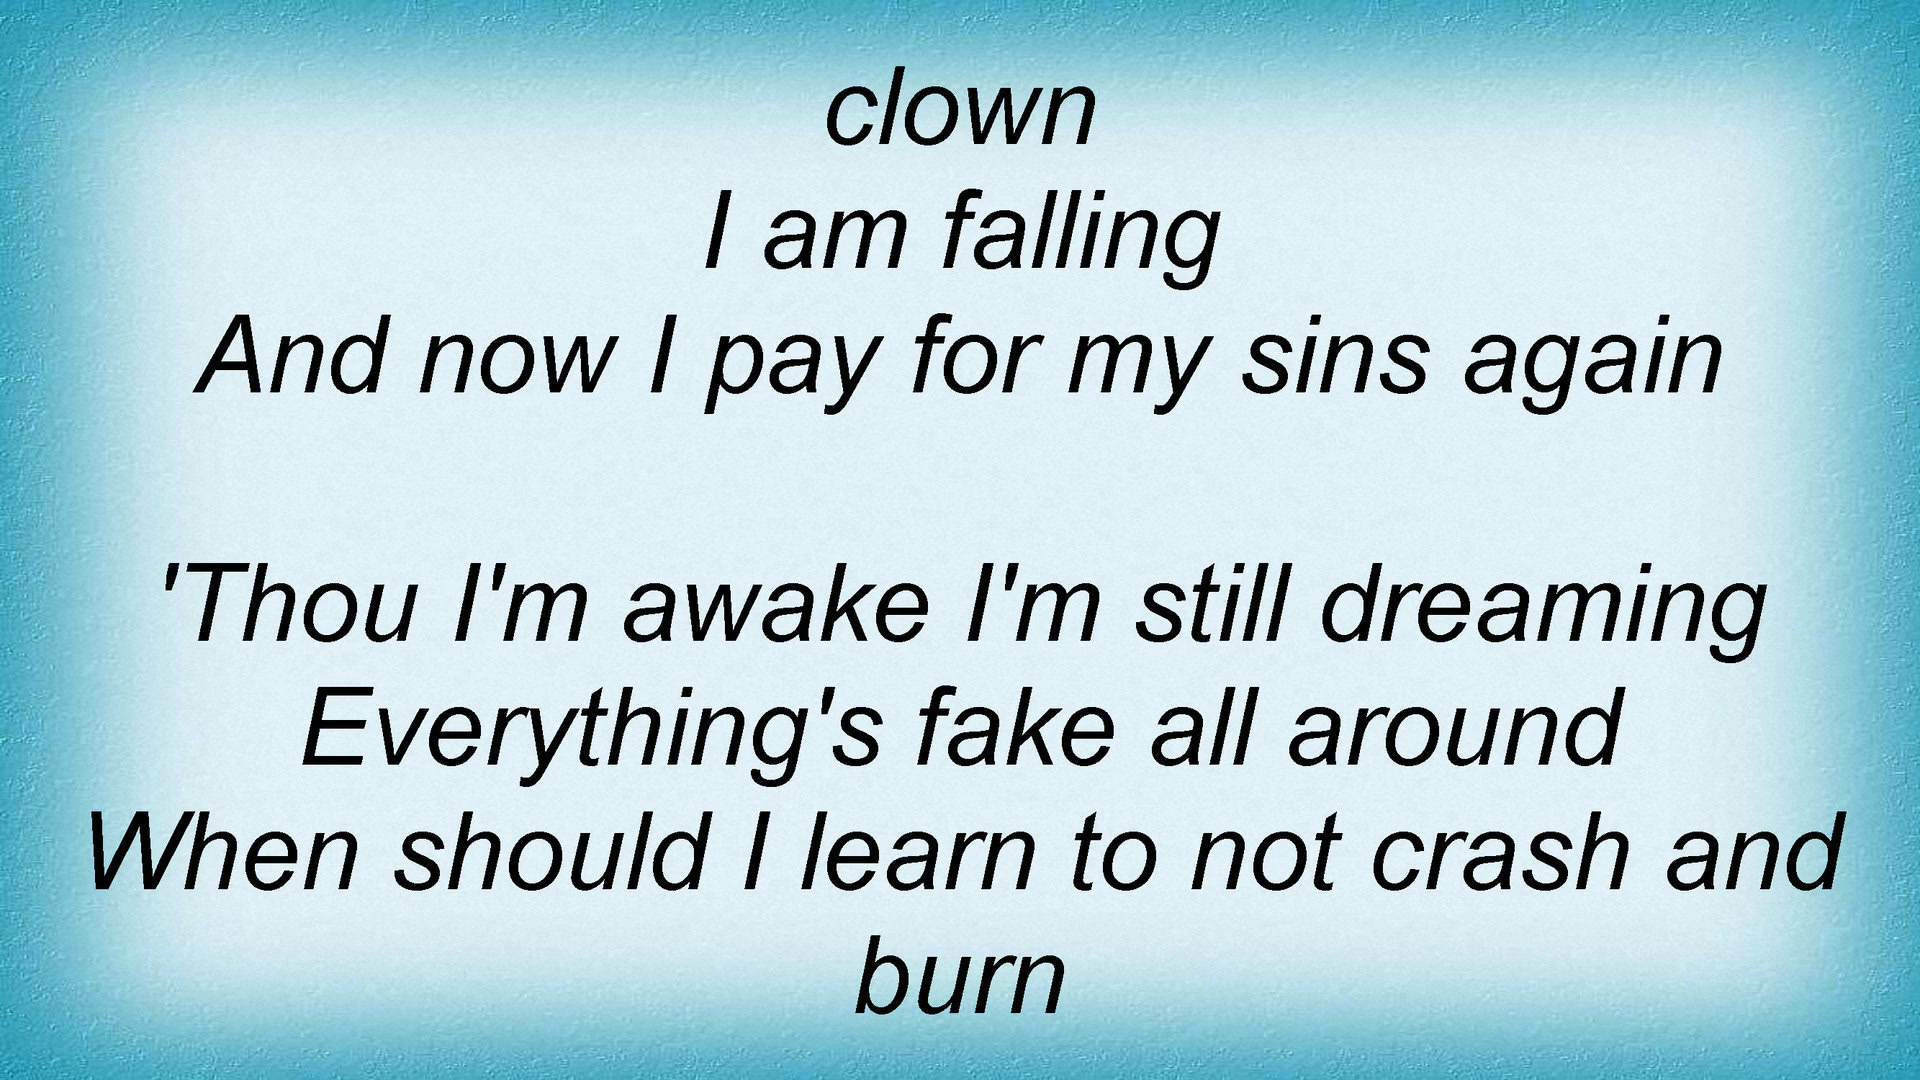 clown
I am falling
And now I pay for my sins again
'Thou I'm awake I'm still dreaming
Everything's fake all around
When should I learn to not crash and
burn